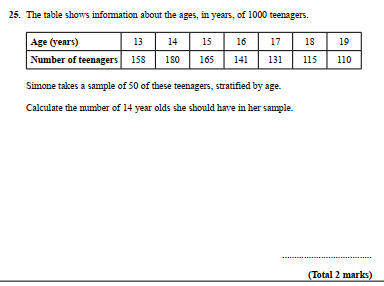 25. The table shows information about the ages, in years, of 1000 teenagers.
Age (years) 13 14 15 16 17 18 19
Number of teenagers 158 180 165 141 131 115 110
Simone takes a sample of 50 of these teenagers, stratified by age.
Calculate the number of 14 year olds she should have in her sample.
....................................
(Total 2 marks)